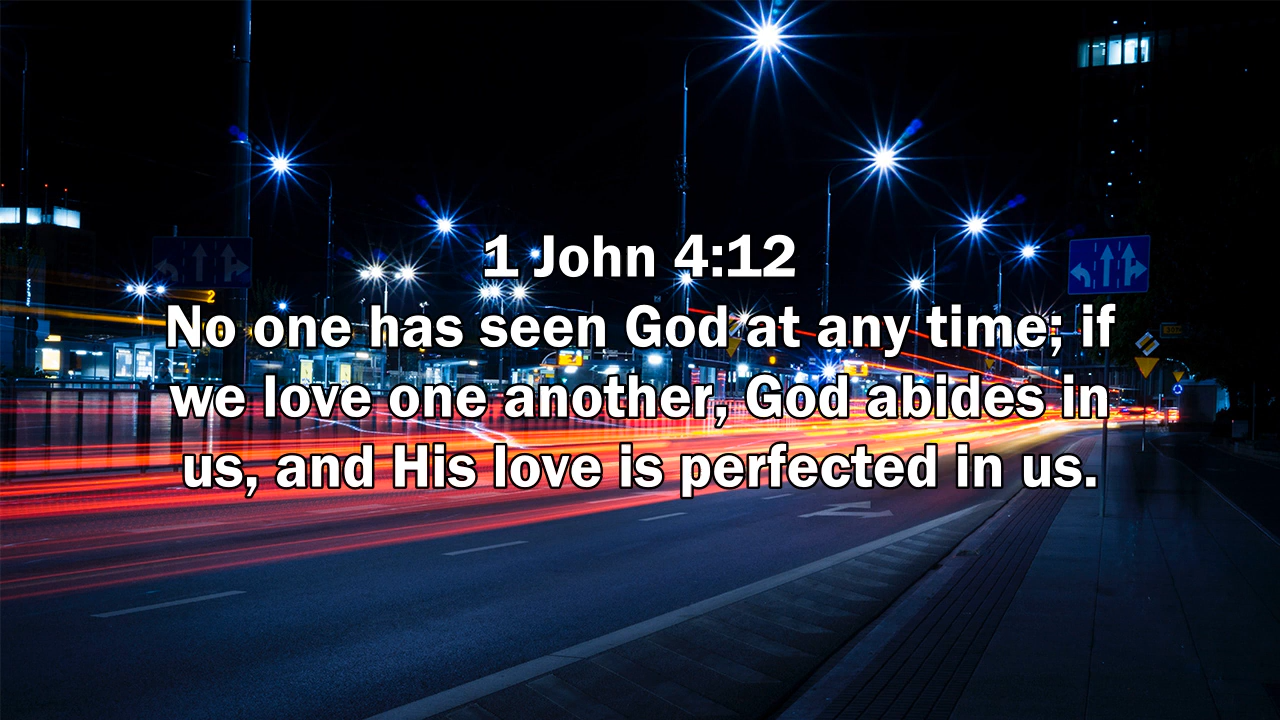 1 John 4:12
No one has seen God at any time; if
we love one another, God abides in
us, and His love is perfected in us.
2